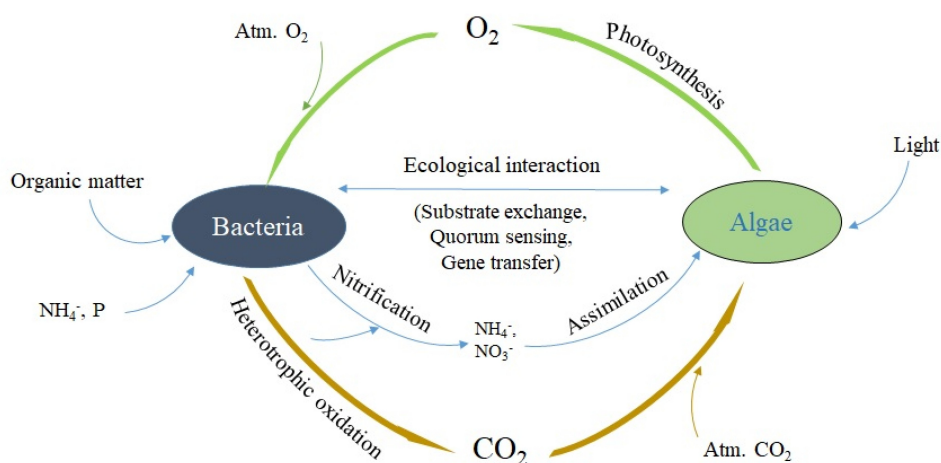 O₂
Atm. O₂
Photosynthesis
Light
Ecological interaction
Organic matter
Bacteria
(Substrate exchange,
Quorum sensing,
Gene transfer)
Algae
NH₄⁻, P
Nitrification
Assimilation
NH₄⁻,
NO₃⁻
Heterotrophic oxidation
CO₂
Atm. CO₂